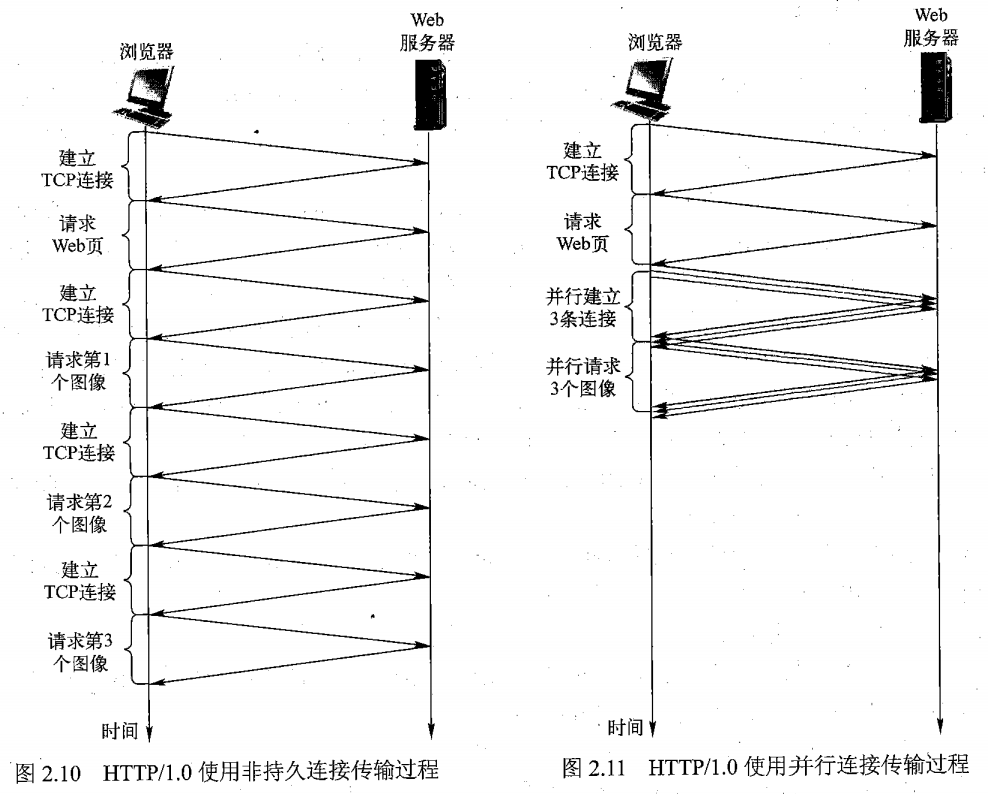 Web
服务器
浏览器
建立
TCP连接
请求
Web页
建立
TCP连接
请求第1
个图像
建立
TCP连接
请求第2
个图像
建立
TCP连接
请求第3
个图像
时间
图 2.10 HTTP/1.0 使用非持久连接传输过程
Web
服务器
浏览器
建立
TCP连接
请求
Web页
并行建立
3条连接
并行请求
3个图像
时间
图 2.11 HTTP/1.0 使用并行连接传输过程